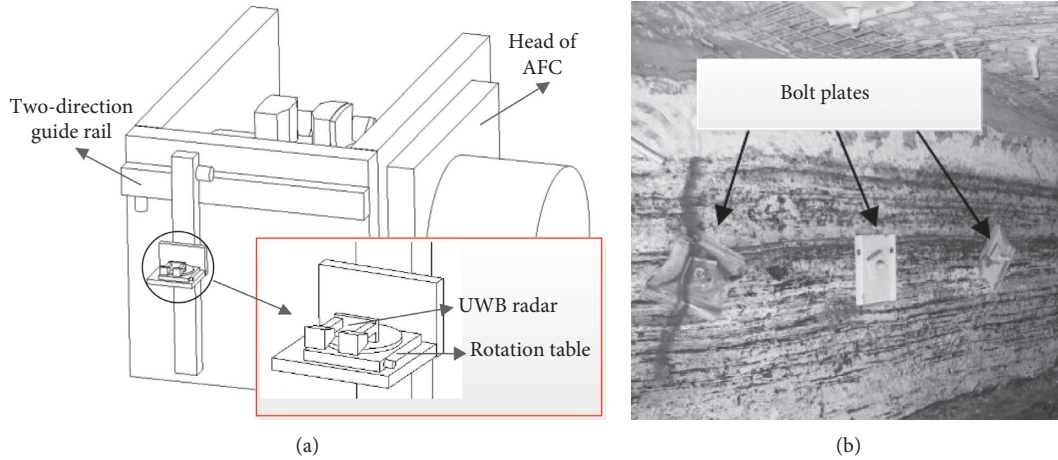 Head of
AFC
Two-direction
guide rail
UWB radar
Rotation table
(a)
Bolt plates
(b)